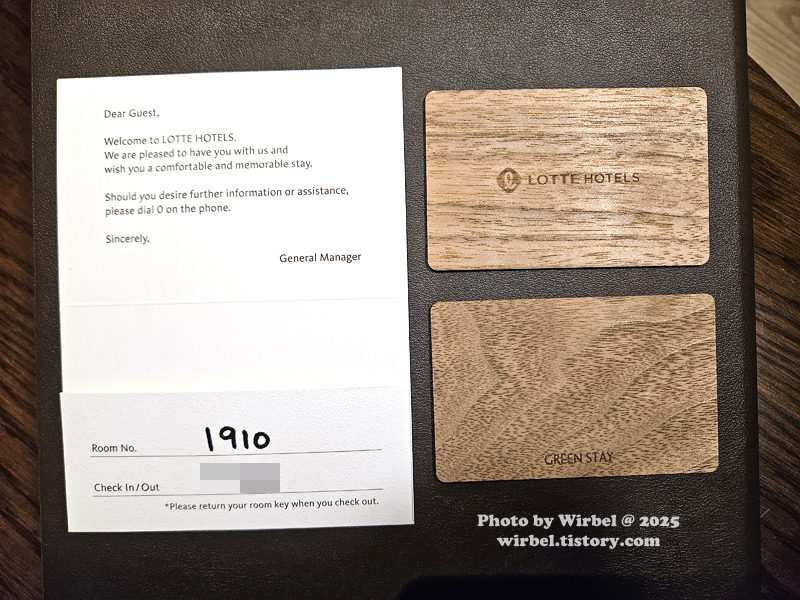 Dear Guest,
Welcome to LOTTE HOTELS.
We are pleased to have you with us and
wish you a comfortable and memorable stay.
Should you desire further information or assistance,
please dial 0 on the phone.
Sincerely,
General Manager
Room No. 1910
Check In/Out
*Please return your room key when you check out.
LOTTE HOTELS
GREEN STAY
Photo by Wirbel @ 2025
wirbel.tistory.com